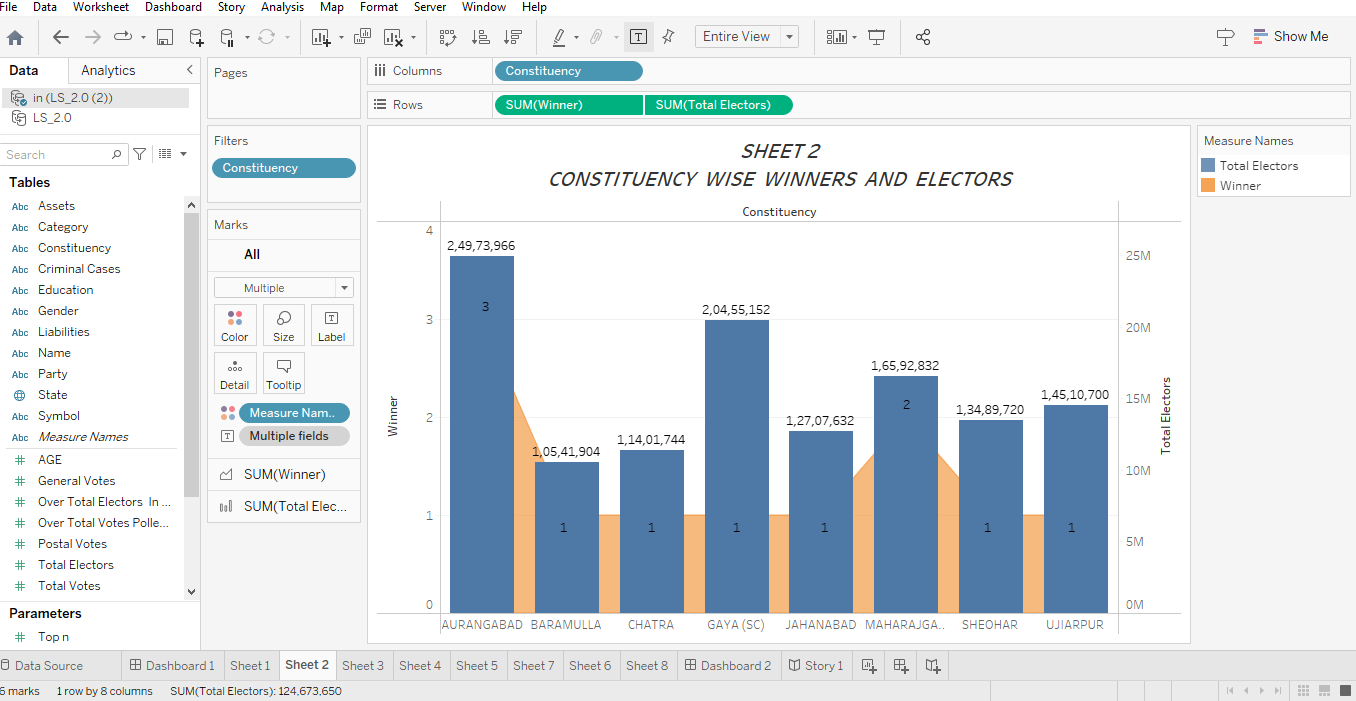 File Data Worksheet Dashboard Story Analysis Map Format Server Window Help
Entire View
Show Me
Data Analytics
in (LS_2.0 (2))
LS_2.0
Search
Tables
Abc Assets
Abc Category
Abc Constituency
Abc Criminal Cases
Abc Education
Abc Gender
Abc Liabilities
Abc Name
Abc Party
State
Abc Symbol
Abc Measure Names
# AGE
# General Votes
# Over Total Electors In ...
# Over Total Votes Polle...
# Postal Votes
# Total Electors
# Total Votes
Parameters
# Top n
Pages
Filters
Constituency
Marks
All
Multiple
Color Size Label
Detail Tooltip
Measure Nam..
Multiple fields
SUM(Winner)
SUM(Total Elec...
Columns Constituency
Rows SUM(Winner) SUM(Total Electors)
SHEET 2
CONSTITUENCY WISE WINNERS AND ELECTORS
Constituency
Winner
4
3
2
1
0
2,49,73,966
3
1,05,41,904
1
1,14,01,744
1
2,04,55,152
1
1,27,07,632
1
1,65,92,832
2
1,34,89,720
1
1,45,10,700
1
25M
20M
15M
10M
5M
0M
Total Electors
AURANGABAD BARAMULLA CHATRA GAYA (SC) JAHANABAD MAHARAJGA.. SHEOHAR UJIARPUR
Measure Names
Total Electors
Winner
Data Source Dashboard 1 Sheet 1 Sheet 2 Sheet 3 Sheet 4 Sheet 5 Sheet 7 Sheet 6 Sheet 8 Dashboard 2 Story 1
6 marks 1 row by 8 columns SUM(Total Electors): 124,673,650